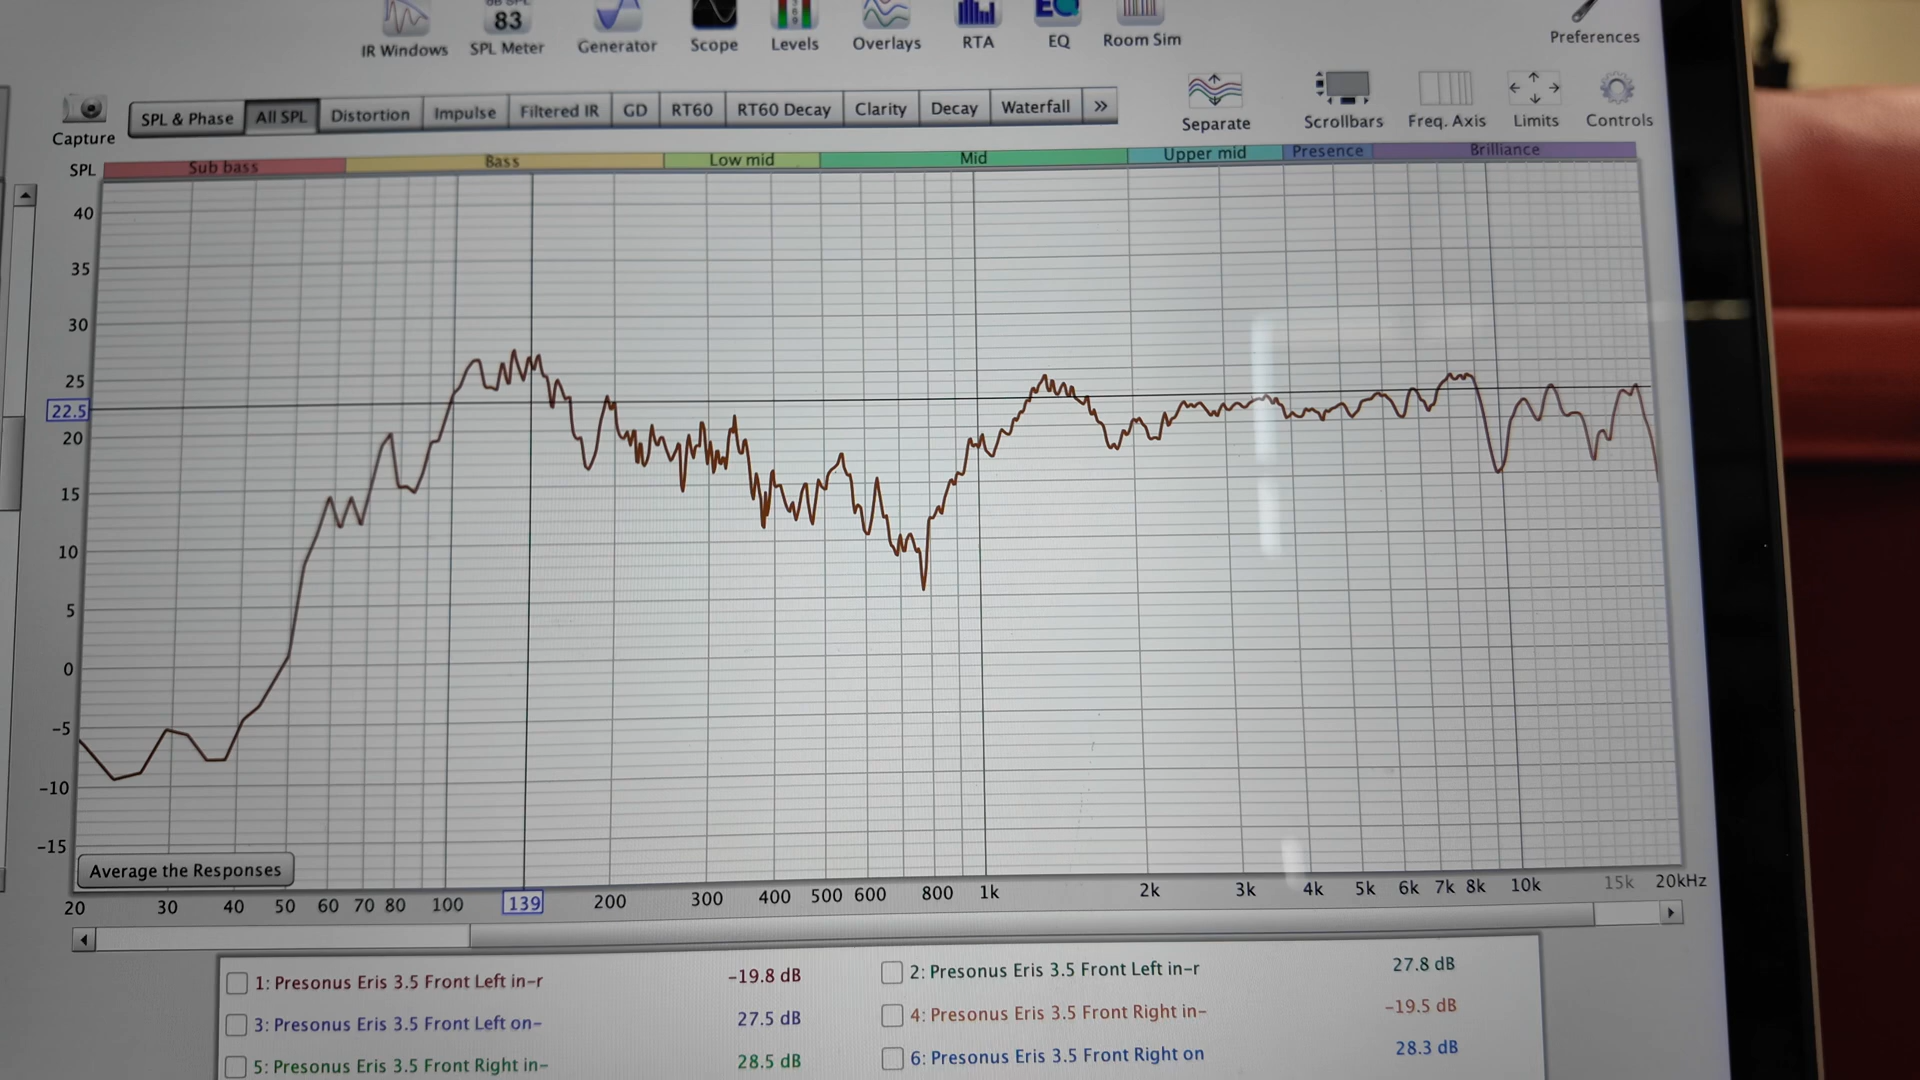 83
IR Windows SPL Meter Generator Scope Levels Overlays RTA EQ Room Sim Preferences
Capture SPL & Phase All SPL Distortion Impulse Filtered IR GD RT60 RT60 Decay Clarity Decay Waterfall » Separate Scrollbars Freq. Axis Limits Controls
SPL Sub bass Bass Low mid Mid Upper mid Presence Brilliance
40
35
30
25
22.5
20
15
10
5
0
-5
-10
-15
Average the Responses
20 30 40 50 60 70 80 100 139 200 300 400 500 600 800 1k 2k 3k 4k 5k 6k 7k 8k 10k 15k 20kHz
1: Presonus Eris 3.5 Front Left in-r -19.8 dB 2: Presonus Eris 3.5 Front Left in-r 27.8 dB
3: Presonus Eris 3.5 Front Left on- 27.5 dB 4: Presonus Eris 3.5 Front Right in- -19.5 dB
5: Presonus Eris 3.5 Front Right in- 28.5 dB 6: Presonus Eris 3.5 Front Right on 28.3 dB